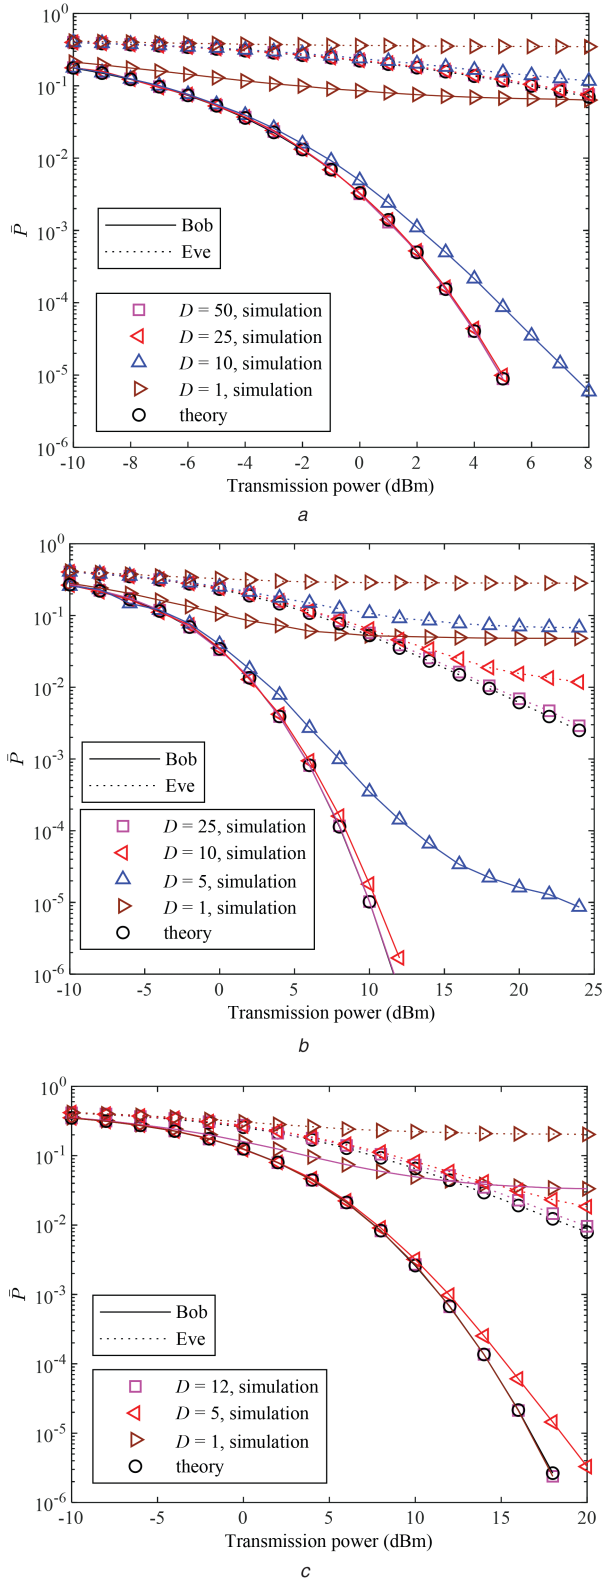 10^0
10^-1
10^-2
10^-3
10^-4
10^-5
10^-6
P̄
Bob
Eve
D = 50, simulation
D = 25, simulation
D = 10, simulation
D = 1, simulation
theory
-10 -8 -6 -4 -2 0 2 4 6 8
Transmission power (dBm)
a
10^0
10^-1
10^-2
10^-3
10^-4
10^-5
10^-6
P̄
Bob
Eve
D = 25, simulation
D = 10, simulation
D = 5, simulation
D = 1, simulation
theory
-10 -5 0 5 10 15 20 25
Transmission power (dBm)
b
10^0
10^-1
10^-2
10^-3
10^-4
10^-5
10^-6
P̄
Bob
Eve
D = 12, simulation
D = 5, simulation
D = 1, simulation
theory
-10 -5 0 5 10 15 20
Transmission power (dBm)
c